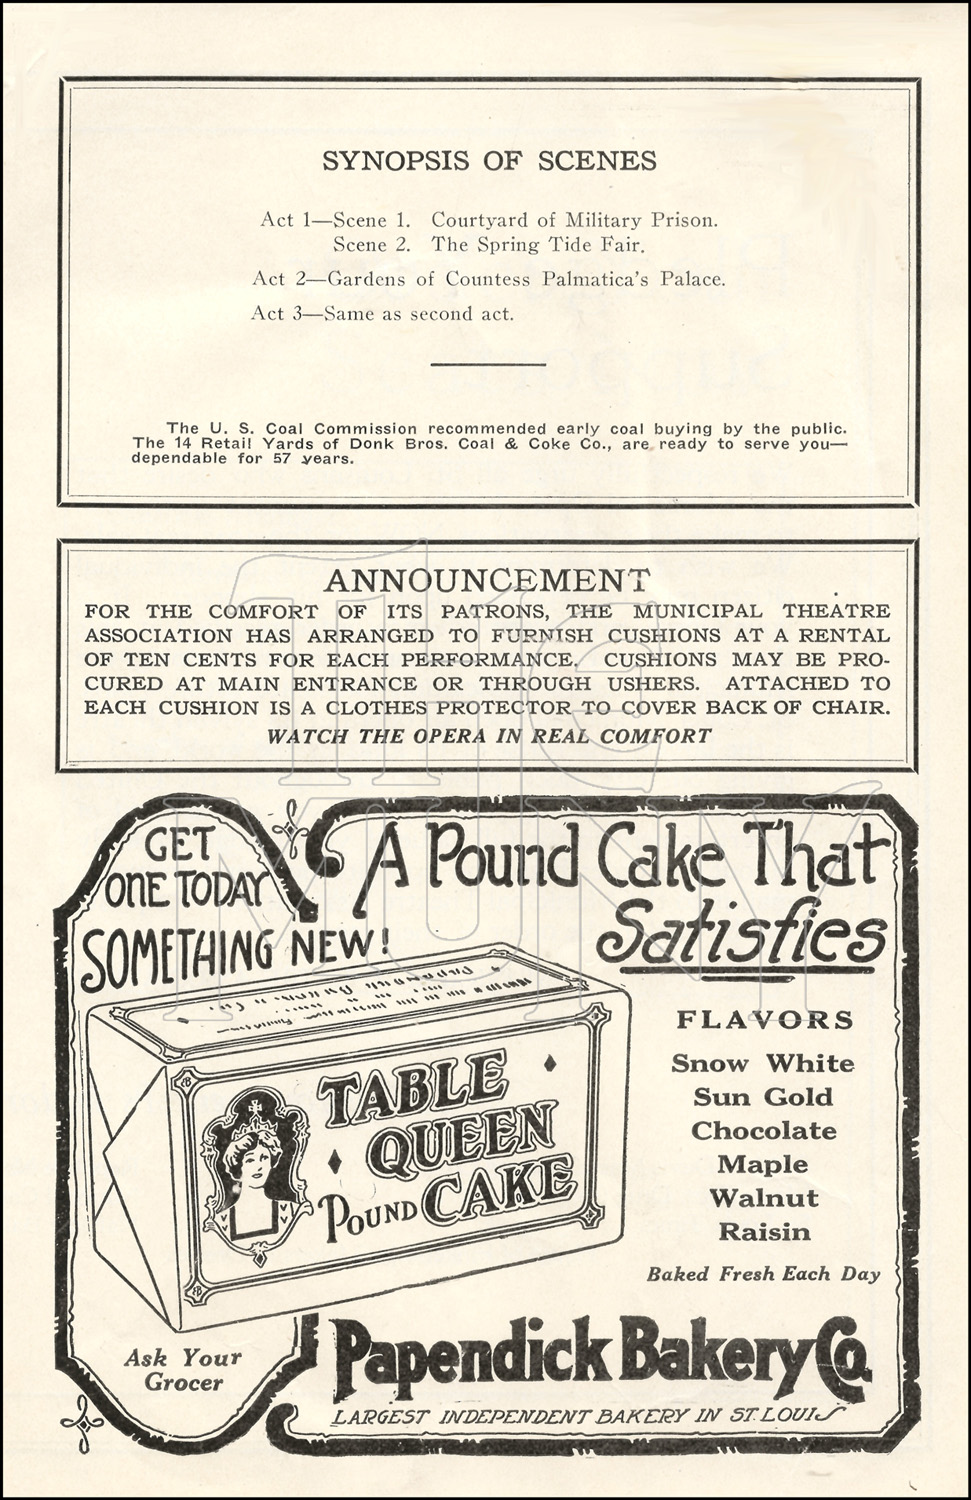 SYNOPSIS OF SCENES
Act 1—Scene 1. Courtyard of Military Prison.
Scene 2. The Spring Tide Fair.
Act 2—Gardens of Countess Palmatica's Palace.
Act 3—Same as second act.
The U. S. Coal Commission recommended early coal buying by the public.
The 14 Retail Yards of Donk Bros. Coal & Coke Co., are ready to serve you—
dependable for 57 years.
ANNOUNCEMENT
FOR THE COMFORT OF ITS PATRONS, THE MUNICIPAL THEATRE
ASSOCIATION HAS ARRANGED TO FURNISH CUSHIONS AT A RENTAL
OF TEN CENTS FOR EACH PERFORMANCE. CUSHIONS MAY BE PRO-
CURED AT MAIN ENTRANCE OR THROUGH USHERS. ATTACHED TO
EACH CUSHION IS A CLOTHES PROTECTOR TO COVER BACK OF CHAIR.
WATCH THE OPERA IN REAL COMFORT
THE
MUNY
GET
ONE TODAY
SOMETHING NEW!
A Pound Cake That
Satisfies
TABLE
QUEEN
POUND CAKE
FLAVORS
Snow White
Sun Gold
Chocolate
Maple
Walnut
Raisin
Baked Fresh Each Day
Ask Your
Grocer
Papendick Bakery Co.
LARGEST INDEPENDENT BAKERY IN ST. LOUIS